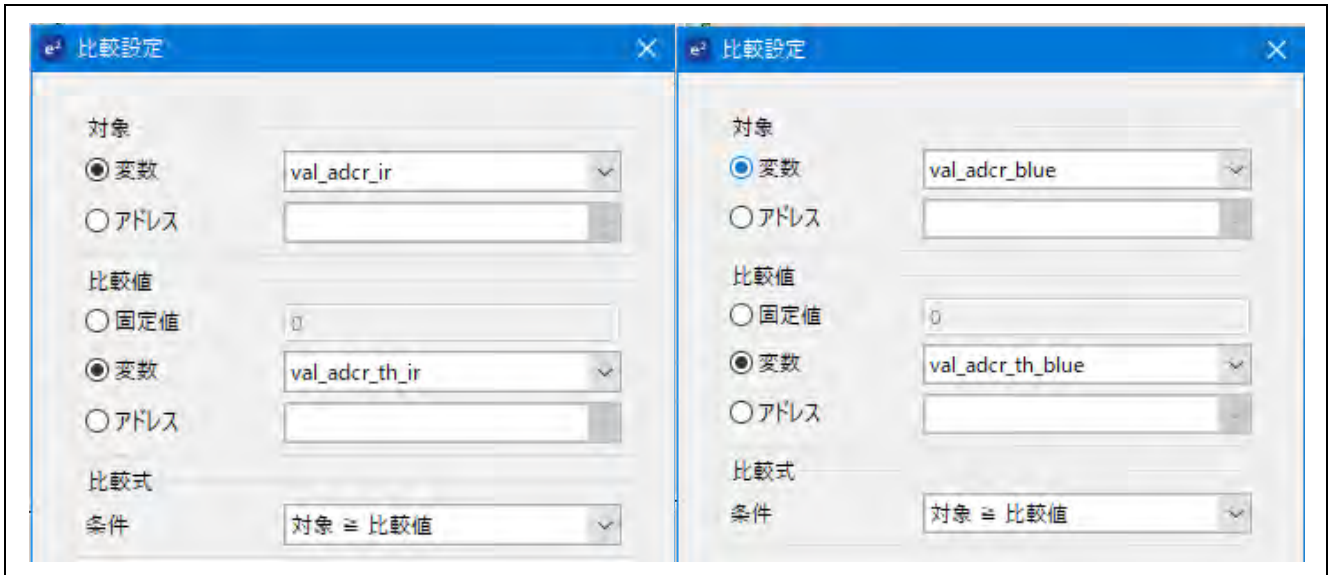 e² 比較設定
対象
変数 val_adcr_ir
アドレス
比較値
固定値 0
変数 val_adcr_th_ir
アドレス
比較式
条件 対象 ≧ 比較値
e² 比較設定
対象
変数 val_adcr_blue
アドレス
比較値
固定値 0
変数 val_adcr_th_blue
アドレス
比較式
条件 対象 ≧ 比較値